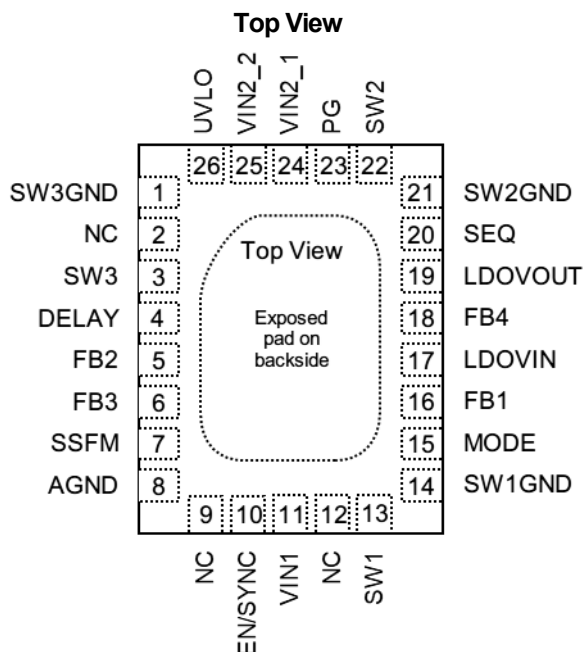 Top View
UVLO
VIN2_2
VIN2_1
PG
SW2
26
25
24
23
22
SW3GND 1
NC 2
SW3 3
DELAY 4
FB2 5
FB3 6
SSFM 7
AGND 8
Top View
Exposed
pad on
backside
21 SW2GND
20 SEQ
19 LDOVOUT
18 FB4
17 LDOVIN
16 FB1
15 MODE
14 SW1GND
9
10
11
12
13
NC
EN/SYNC
VIN1
NC
SW1